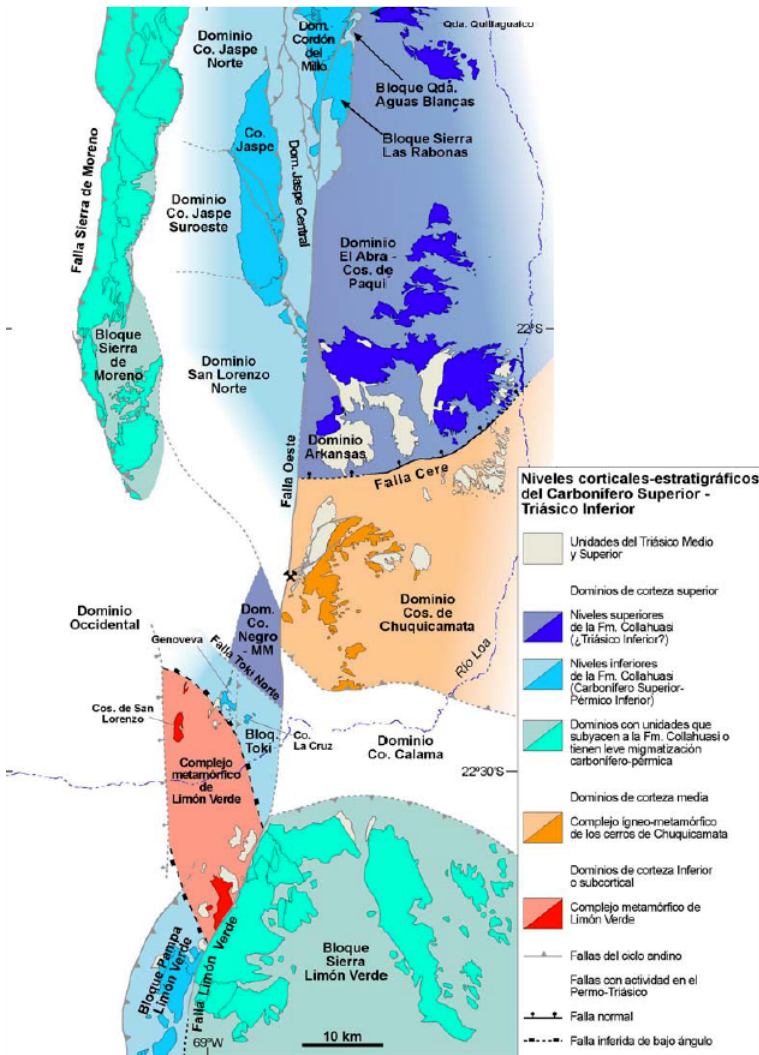 Qda. Quillagualco
Dominio
Co. Jaspe
Norte
Dom.
Cordón
del
Millo
Bloque Qda.
Aguas Blancas
Bloque Sierra
Las Rabonas
Co.
Jaspe
Dom. Jaspe Central
Falla Sierra de Moreno
Dominio
Co. Jaspe
Suroeste
Dominio
El Abra -
Cos. de
Paqui
22°S
Bloque
Sierra
de
Moreno
Dominio
San Lorenzo
Norte
Falla Oeste
Dominio
Arkansas
Falla Cere
Dominio
Cos. de
Chuquicamata
Dominio
Occidental
Dom.
Co.
Negro
- MM
Genoveva
Falla Toki Norte
Río Loa
Cos. de San
Lorenzo
Bloq.
Toki
Co.
La Cruz
Dominio
Co. Calama
Complejo
metamórfico
de
Limón Verde
22°30'S
Bloque Pampa
Limón Verde
Falla Limón Verde
Bloque
Sierra
Limón Verde
69°W
10 km
Niveles corticales-estratigráficos
del Carbonífero Superior -
Triásico Inferior
Unidades del Triásico Medio
y Superior
Dominios de corteza superior
Niveles superiores
de la Fm. Collahuasi
(¿Triásico Inferior?)
Niveles inferiores
de la Fm. Collahuasi
(Carbonífero Superior-
Pérmico Inferior)
Dominios con unidades que
subyacen a la Fm. Collahuasi o
tienen leve migmatización
carbonífero-pérmica
Dominios de corteza media
Complejo ígneo-metamórfico
de los cerros de Chuquicamata
Dominios de corteza Inferior
o subcortical
Complejo metamórfico de
Limón Verde
Fallas del ciclo andino
Fallas con actividad en el
Permo-Triásico
Falla normal
Falla inferida de bajo ángulo